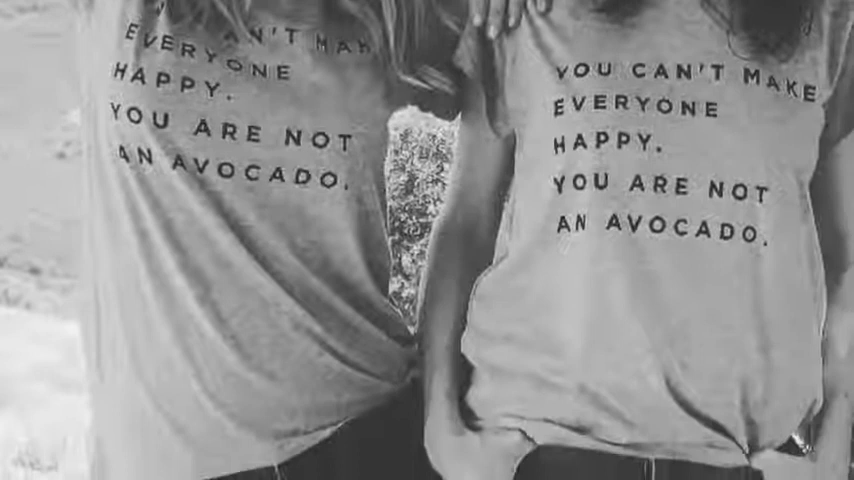 EVERYONE
HAPPY.
YOU ARE NOT
AN AVOCADO.
YOU CAN'T MAKE
EVERYONE
HAPPY.
YOU ARE NOT
AN AVOCADO.